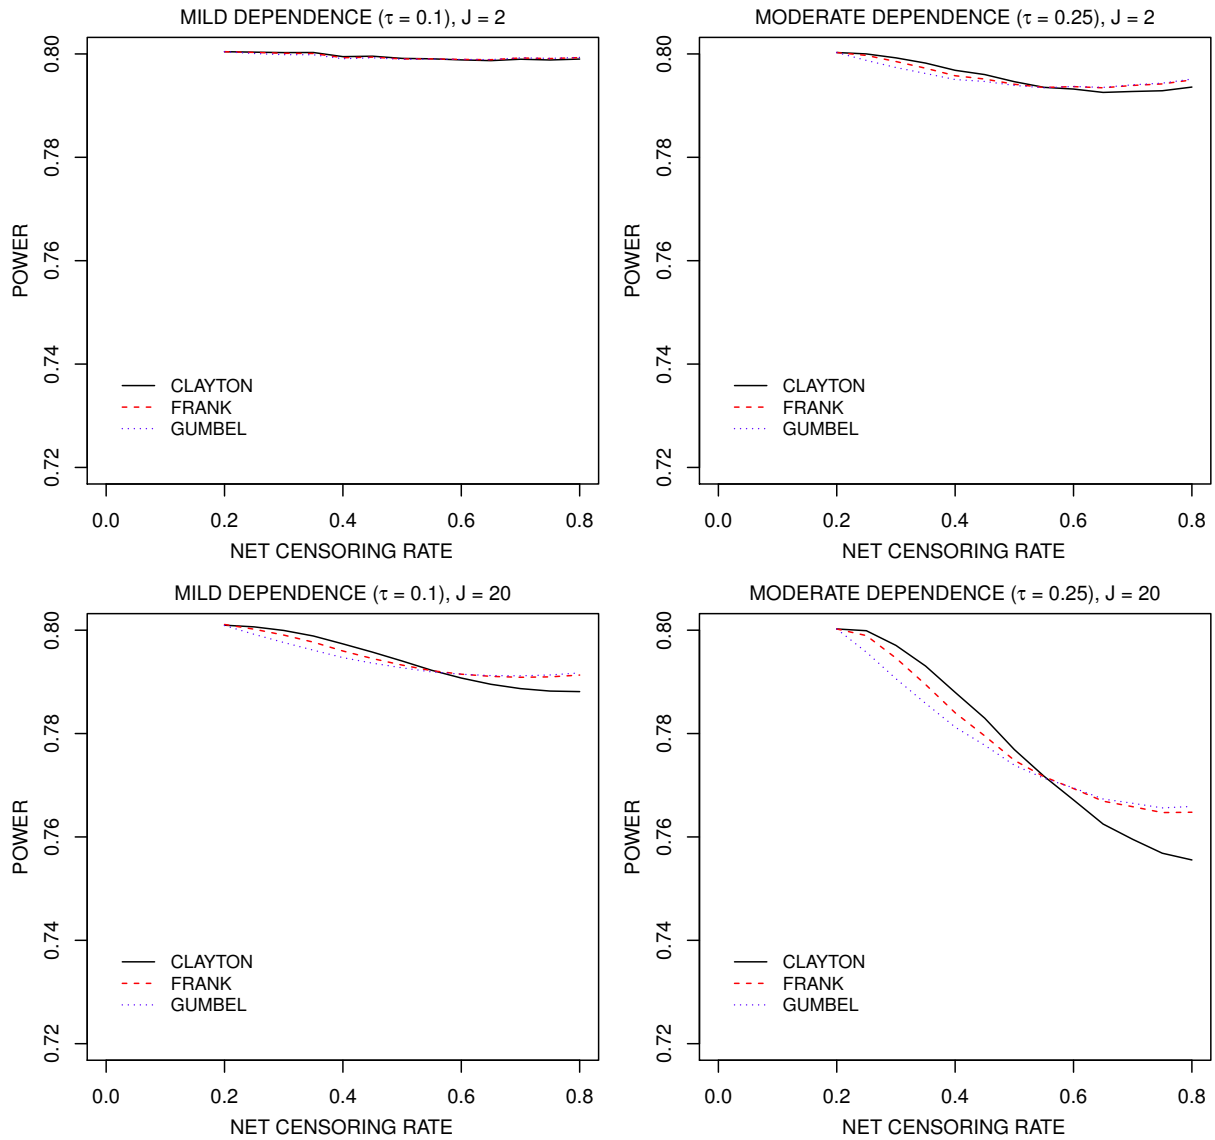 MILD DEPENDENCE (τ = 0.1), J = 2
POWER
0.80
0.78
0.76
0.74
0.72
CLAYTON
FRANK
GUMBEL
0.0 0.2 0.4 0.6 0.8
NET CENSORING RATE
MODERATE DEPENDENCE (τ = 0.25), J = 2
POWER
0.80
0.78
0.76
0.74
0.72
CLAYTON
FRANK
GUMBEL
0.0 0.2 0.4 0.6 0.8
NET CENSORING RATE
MILD DEPENDENCE (τ = 0.1), J = 20
POWER
0.80
0.78
0.76
0.74
0.72
CLAYTON
FRANK
GUMBEL
0.0 0.2 0.4 0.6 0.8
NET CENSORING RATE
MODERATE DEPENDENCE (τ = 0.25), J = 20
POWER
0.80
0.78
0.76
0.74
0.72
CLAYTON
FRANK
GUMBEL
0.0 0.2 0.4 0.6 0.8
NET CENSORING RATE